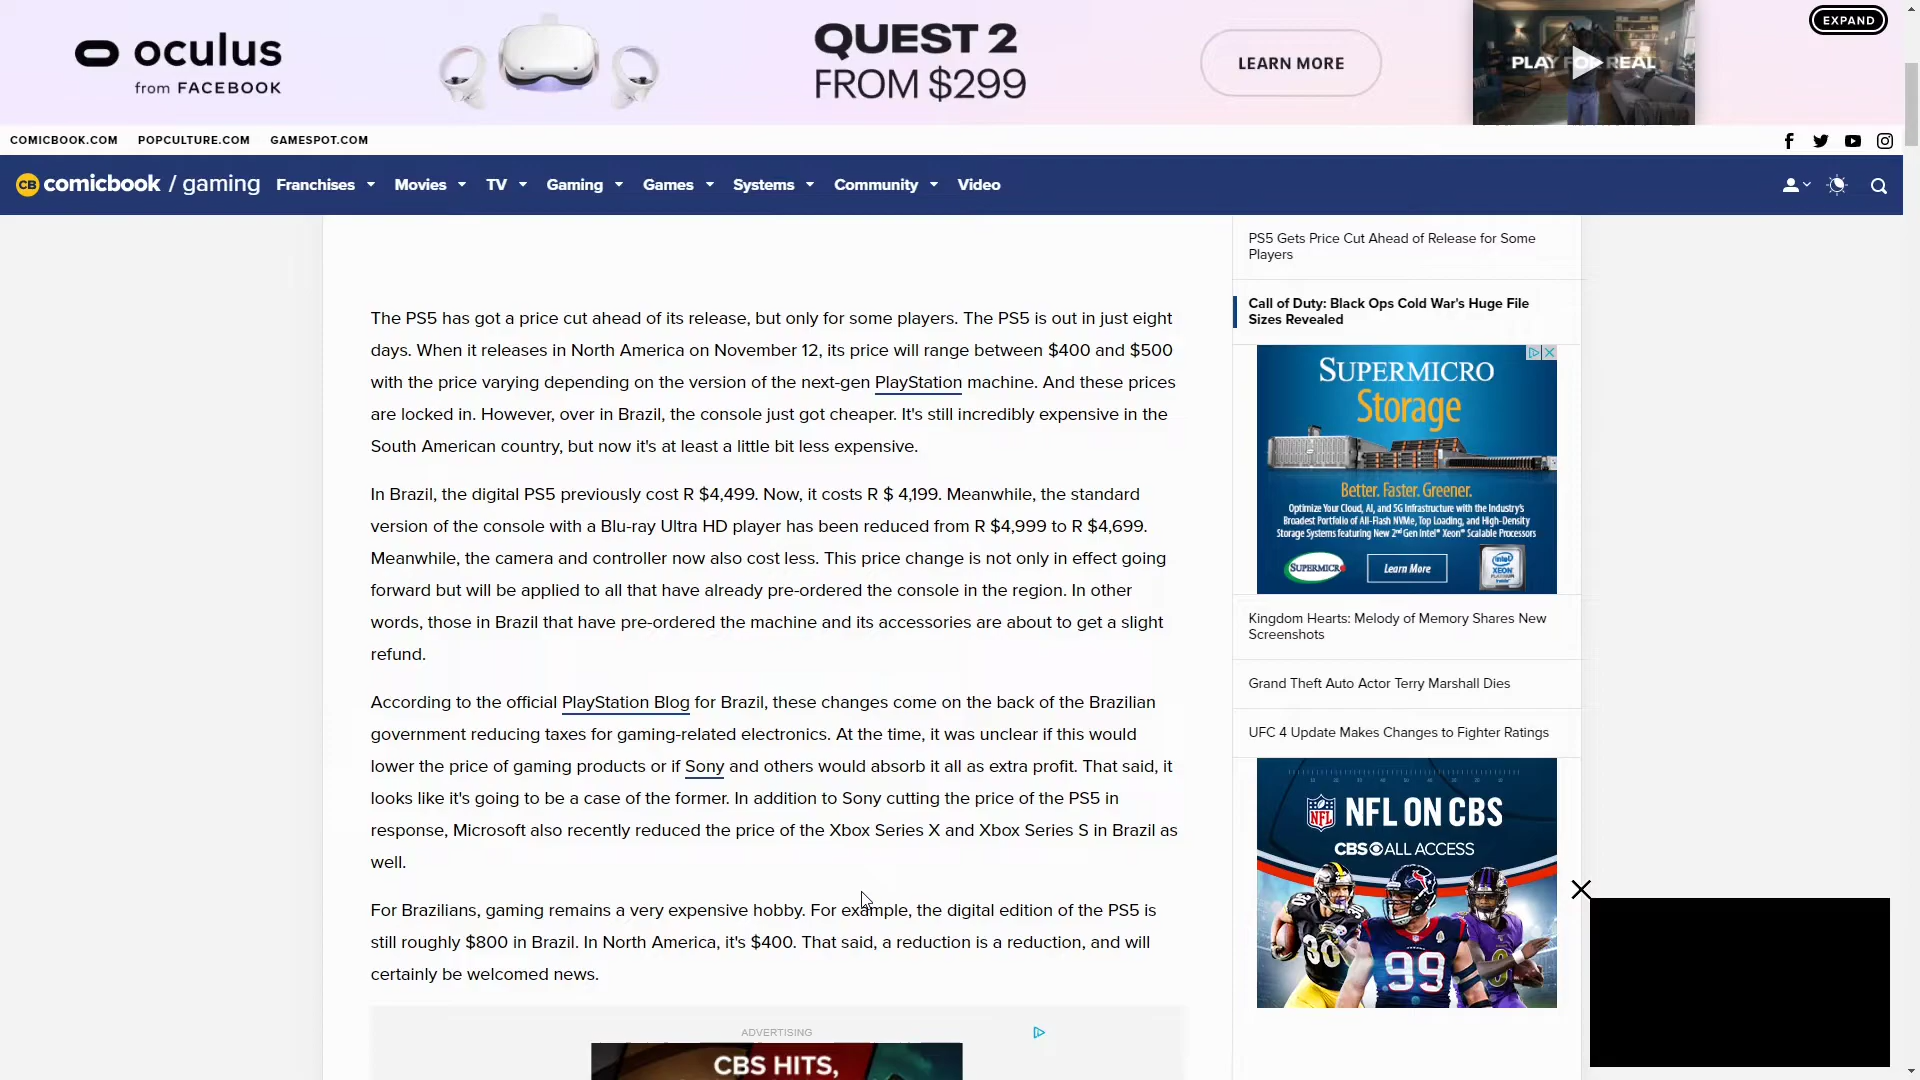 oculus
from FACEBOOK
QUEST 2
FROM $299
LEARN MORE
PLAY FOR REAL
EXPAND
COMICBOOK.COM POPCULTURE.COM GAMESPOT.COM
CB comicbook / gaming Franchises Movies TV Gaming Games Systems Community Video
The PS5 has got a price cut ahead of its release, but only for some players. The PS5 is out in just eight
days. When it releases in North America on November 12, its price will range between $400 and $500
with the price varying depending on the version of the next-gen PlayStation machine. And these prices
are locked in. However, over in Brazil, the console just got cheaper. It's still incredibly expensive in the
South American country, but now it's at least a little bit less expensive.
In Brazil, the digital PS5 previously cost R $4,499. Now, it costs R $ 4,199. Meanwhile, the standard
version of the console with a Blu-ray Ultra HD player has been reduced from R $4,999 to R $4,699.
Meanwhile, the camera and controller now also cost less. This price change is not only in effect going
forward but will be applied to all that have already pre-ordered the console in the region. In other
words, those in Brazil that have pre-ordered the machine and its accessories are about to get a slight
refund.
According to the official PlayStation Blog for Brazil, these changes come on the back of the Brazilian
government reducing taxes for gaming-related electronics. At the time, it was unclear if this would
lower the price of gaming products or if Sony and others would absorb it all as extra profit. That said, it
looks like it's going to be a case of the former. In addition to Sony cutting the price of the PS5 in
response, Microsoft also recently reduced the price of the Xbox Series X and Xbox Series S in Brazil as
well.
For Brazilians, gaming remains a very expensive hobby. For example, the digital edition of the PS5 is
still roughly $800 in Brazil. In North America, it's $400. That said, a reduction is a reduction, and will
certainly be welcomed news.
ADVERTISING
CBS HITS,
PS5 Gets Price Cut Ahead of Release for Some
Players
Call of Duty: Black Ops Cold War's Huge File
Sizes Revealed
SUPERMICRO
Storage
Better. Faster. Greener.
Optimize Your Cloud, AI, and 5G Infrastructure with the Industry's
Broadest Portfolio of All-Flash NVMe, Top Loading, and High-Density
Storage Systems featuring New 2nd Gen Intel® Xeon® Scalable Processors
SUPERMICRO
Learn More
intel
XEON
PLATINUM
inside
Kingdom Hearts: Melody of Memory Shares New
Screenshots
Grand Theft Auto Actor Terry Marshall Dies
UFC 4 Update Makes Changes to Fighter Ratings
NFL NFL ON CBS
CBS ALL ACCESS
30
99